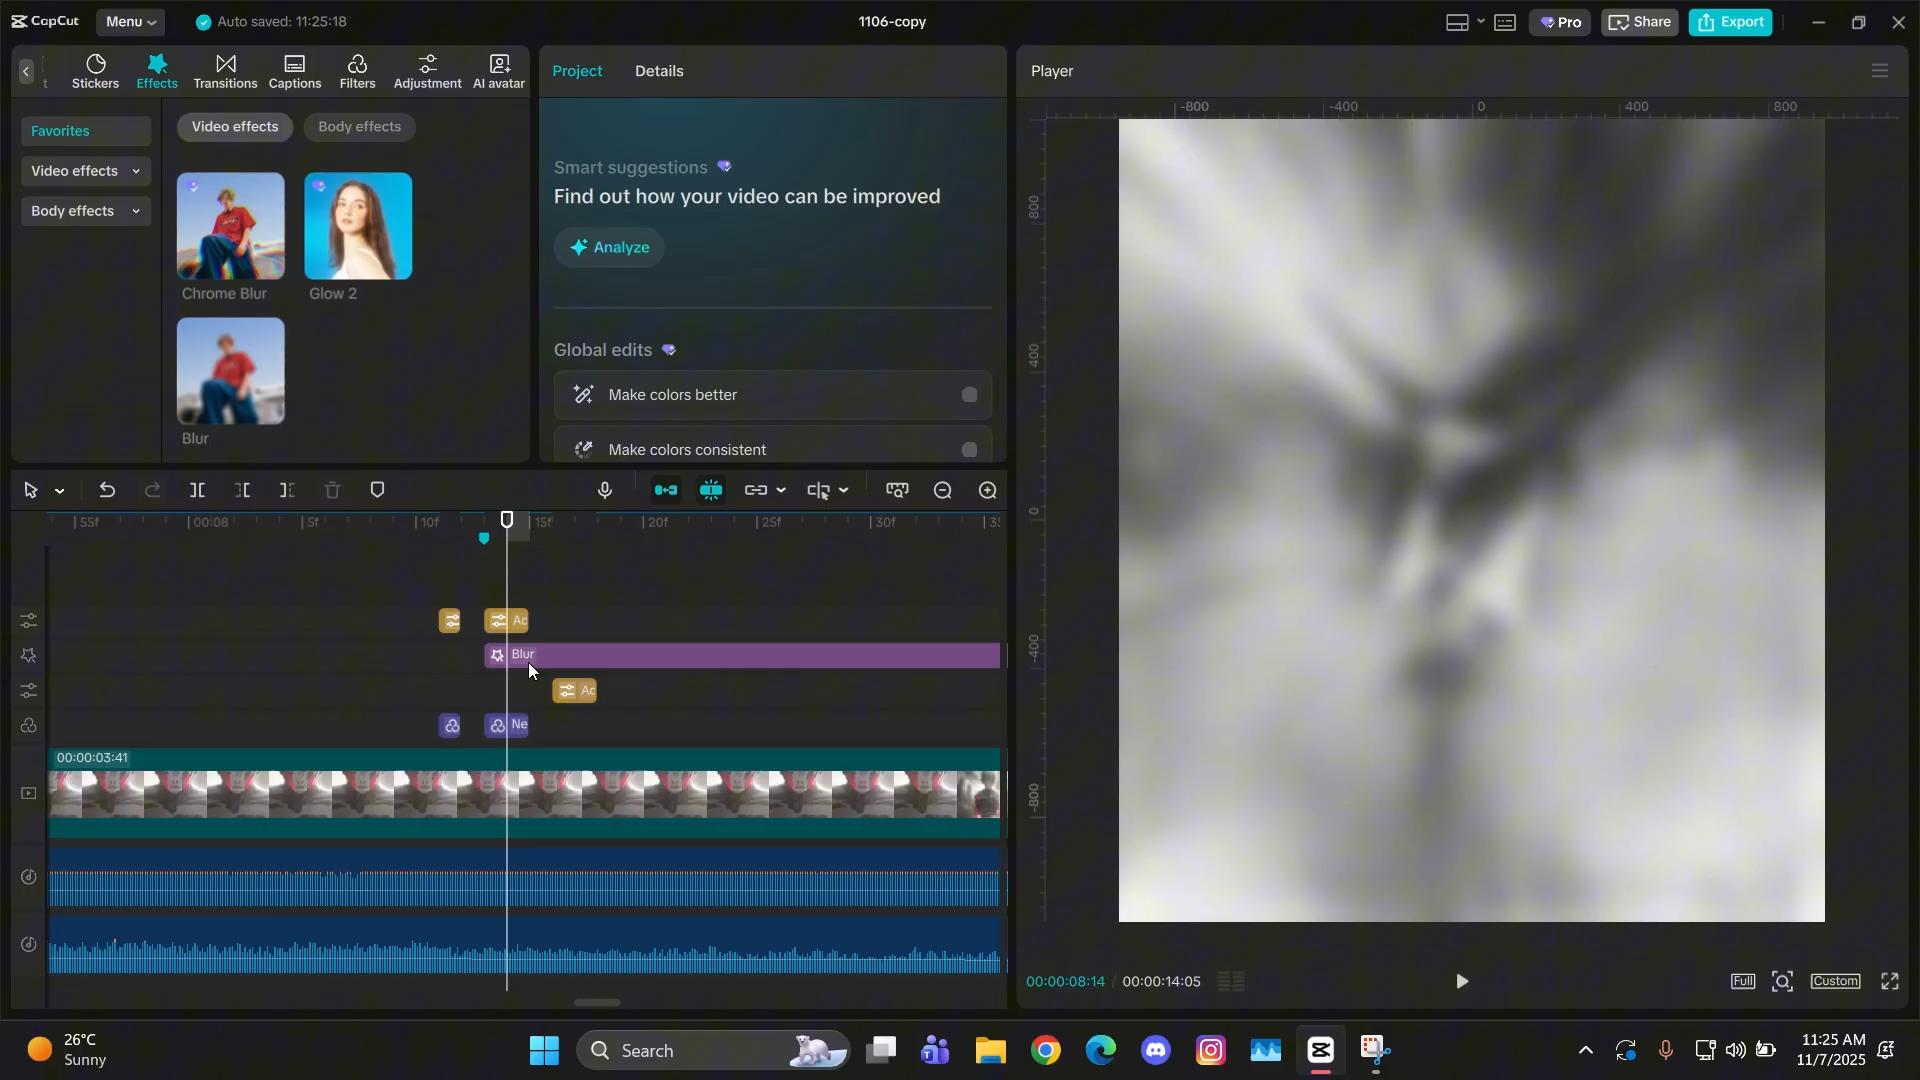 CapCut
Menu
Auto saved: 11:25:18
1106-copy
Pro
Share
Export
Stickers
Effects
Transitions
Captions
Filters
Adjustment
AI avatar
Favorites
Video effects
Body effects
Video effects
Body effects
Chrome Blur
Glow 2
Blur
Project
Details
Smart suggestions
Find out how your video can be improved
Analyze
Global edits
Make colors better
Make colors consistent
Player
-800
-400
0
400
800
800
400
0
-400
-800
55f
00:08
5f
10f
15f
20f
25f
30f
Ac
Blur
Ac
Ne
00:00:03:41
00:00:08:14 / 00:00:14:05
Full
Custom
26°C
Sunny
Search
11:25 AM
11/7/2025